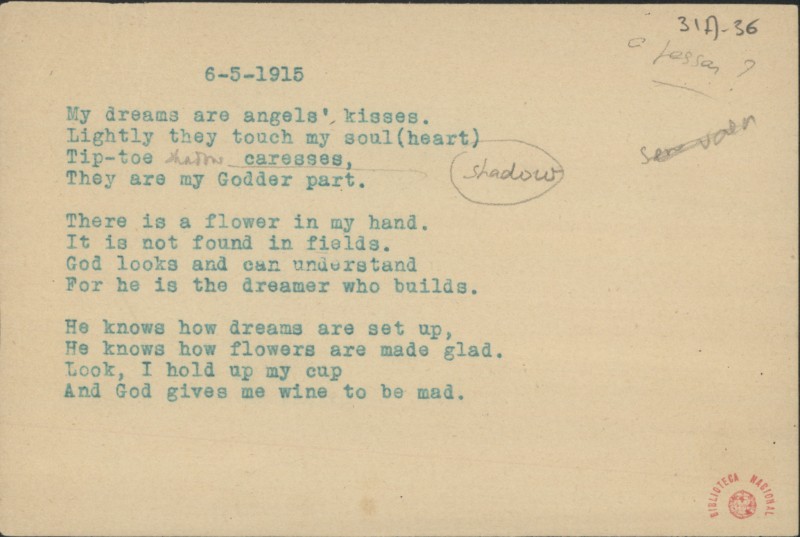 31A-36
a passar?
6-5-1915
My dreams are angels' kisses.
Lightly they touch my soul(heart)
Tip-toe shadow caresses,
shadow
They are my Godder part.
There is a flower in my hand.
It is not found in fields.
God looks and can understand
For he is the dreamer who builds.
He knows how dreams are set up,
He knows how flowers are made glad.
Look, I hold up my cup
And God gives me wine to be mad.
BIBLIOTECA NACIONAL